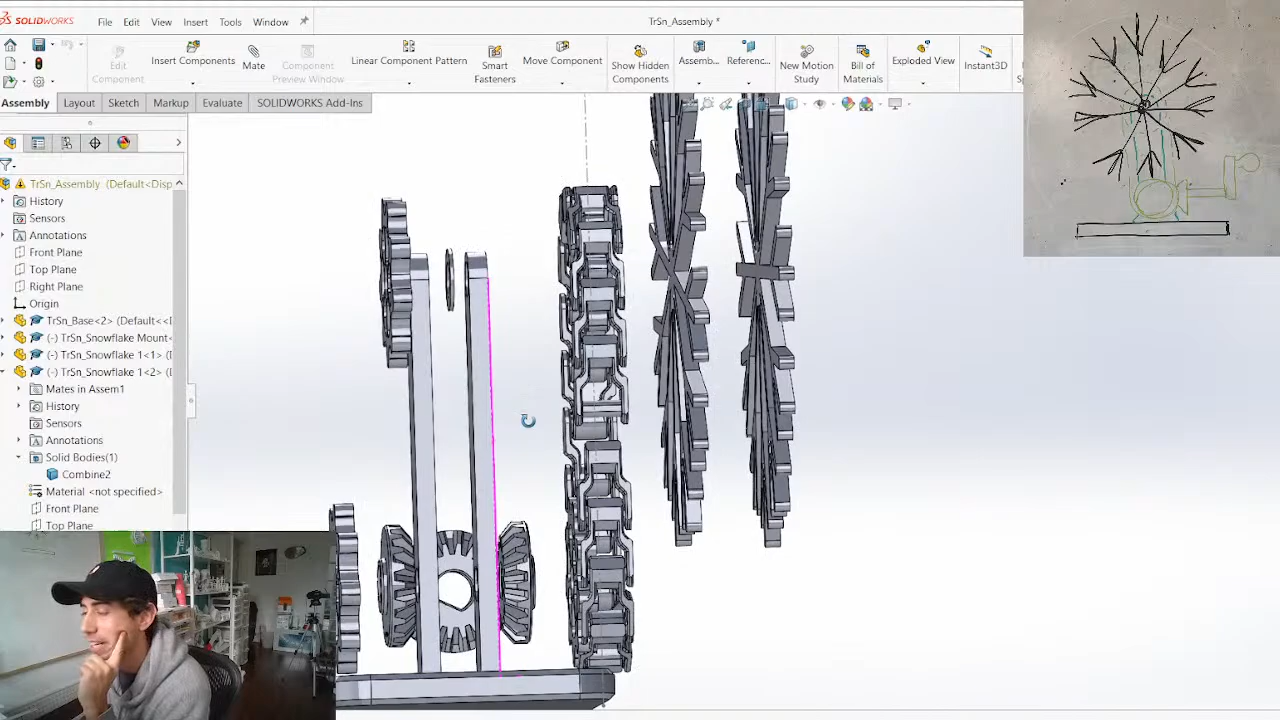 SOLIDWORKS File Edit View Insert Tools Window TrSn_Assembly *
Edit Component
Insert Components
Mate
Component Preview Window
Linear Component Pattern
Smart Fasteners
Move Component
Show Hidden Components
Assemb...
Referenc...
New Motion Study
Bill of Materials
Exploded View
Instant3D
Assembly Layout Sketch Markup Evaluate SOLIDWORKS Add-Ins
TrSn_Assembly (Default<Disp
History
Sensors
Annotations
Front Plane
Top Plane
Right Plane
Origin
TrSn_Base<2> (Default<<D
(-) TrSn_Snowflake Mount
(-) TrSn_Snowflake 1<1> (
(-) TrSn_Snowflake 1<2> (
Mates in Assem1
History
Sensors
Annotations
Solid Bodies(1)
Combine2
Material <not specified>
Front Plane
Top Plane